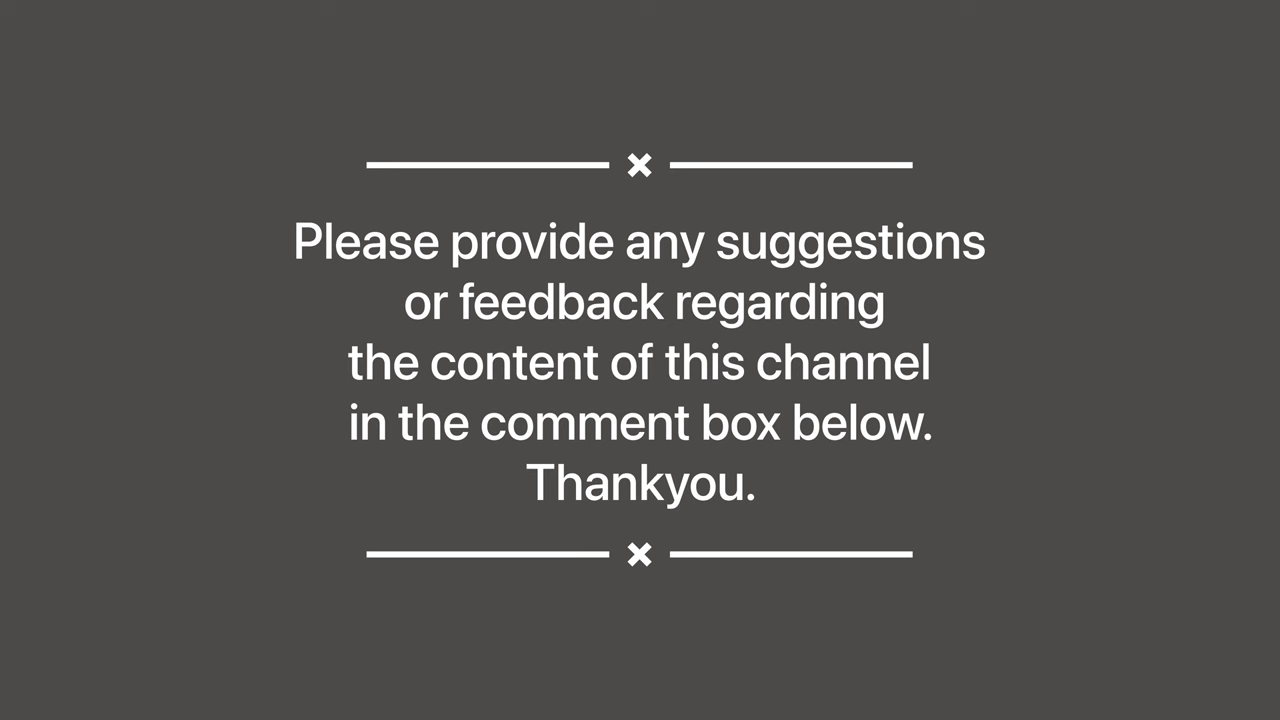 Please provide any suggestions
or feedback regarding
the content of this channel
in the comment box below.
Thankyou.